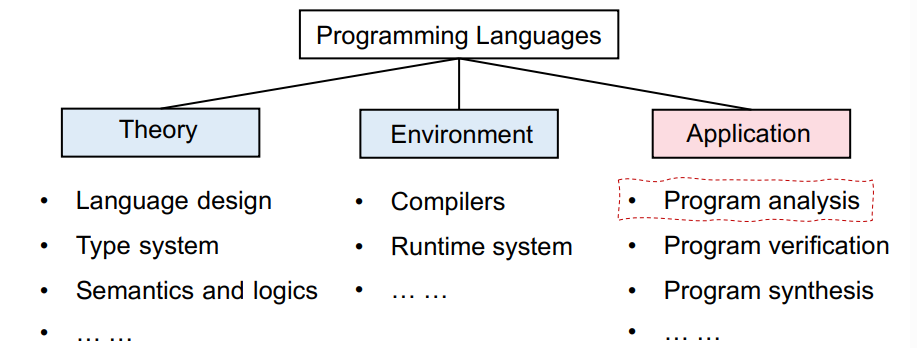 Programming Languages
Theory
• Language design
• Type system
• Semantics and logics
• … …
Environment
• Compilers
• Runtime system
• … …
Application
• Program analysis
• Program verification
• Program synthesis
• … …